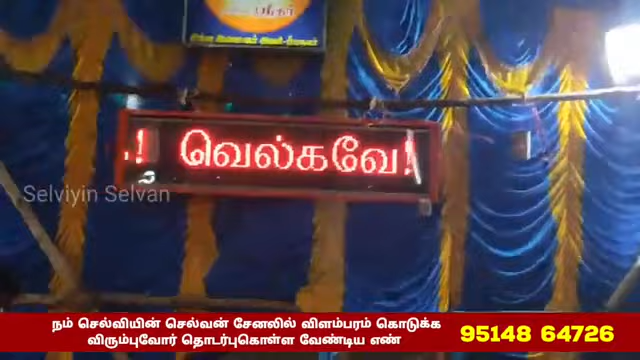 .! வெல்கவே!
Selviyin Selvan
நம் செல்வியின் செல்வன் சேனலில் விளம்பரம் கொடுக்க
விரும்புவோர் தொடர்புகொள்ள வேண்டிய எண்
95148 64726